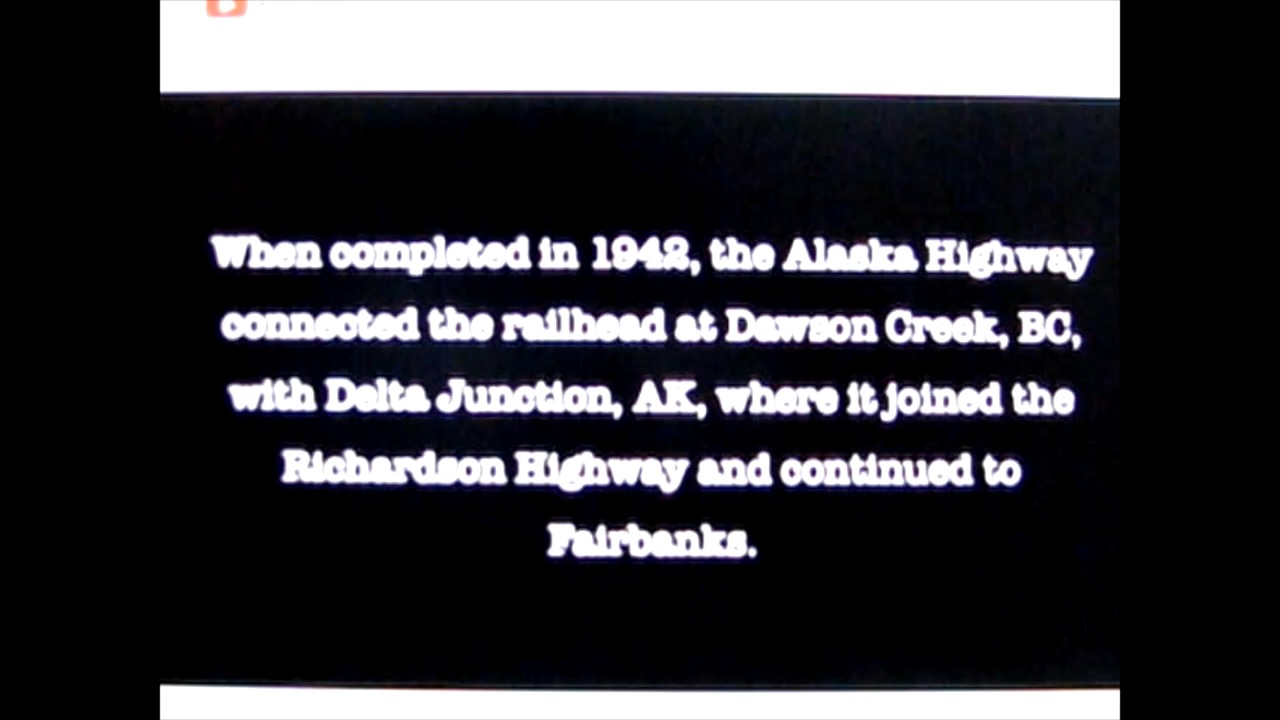 When completed in 1942, the Alaska Highway
connected the railhead at Dawson Creek, BC,
with Delta Junction, AK, where it joined the
Richardson Highway and continued to
Fairbanks.